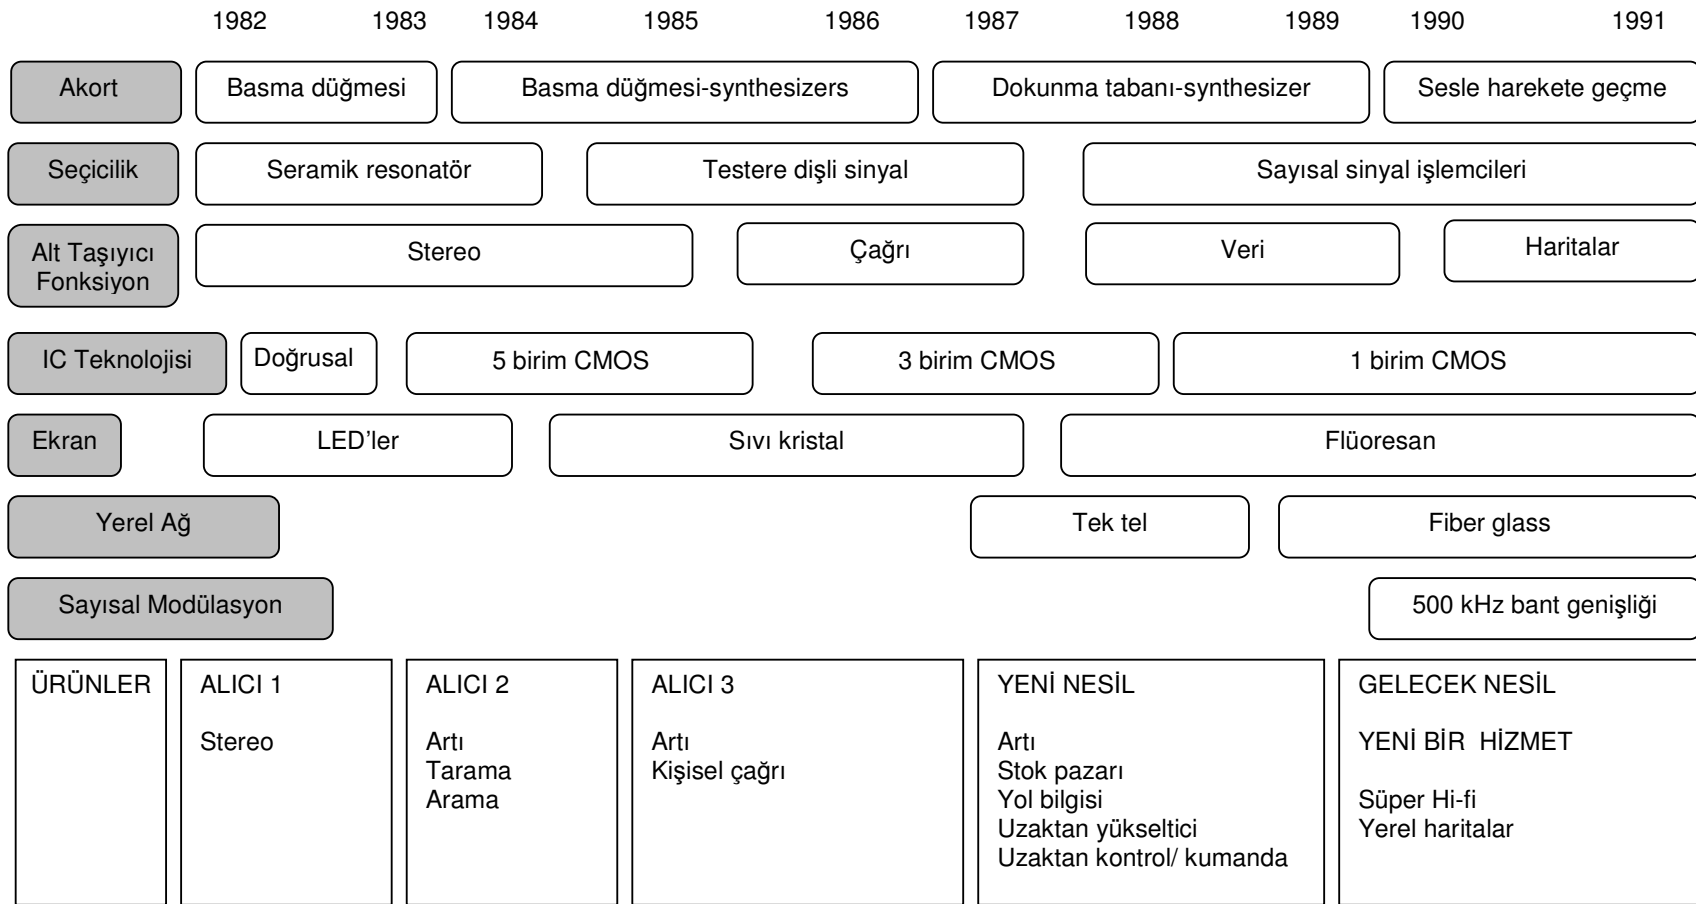 1982 1983 1984 1985 1986 1987 1988 1989 1990 1991
Akort Basma düğmesi Basma düğmesi-synthesizers Dokunma tabanı-synthesizer Sesle harekete geçme
Seçicilik Seramik resonatör Testere dişli sinyal Sayısal sinyal işlemcileri
Alt Taşıyıcı
Fonksiyon
Stereo Çağrı Veri Haritalar
IC Teknolojisi Doğrusal 5 birim CMOS 3 birim CMOS 1 birim CMOS
Ekran LED’ler Sıvı kristal Flüoresan
Yerel Ağ Tek tel Fiber glass
Sayısal Modülasyon 500 kHz bant genişliği
ÜRÜNLER
ALICI 1
Stereo
ALICI 2
Artı
Tarama
Arama
ALICI 3
Artı
Kişisel çağrı
YENİ NESİL
Artı
Stok pazarı
Yol bilgisi
Uzaktan yükseltici
Uzaktan kontrol/ kumanda
GELECEK NESİL
YENİ BİR HİZMET
Süper Hi-fi
Yerel haritalar